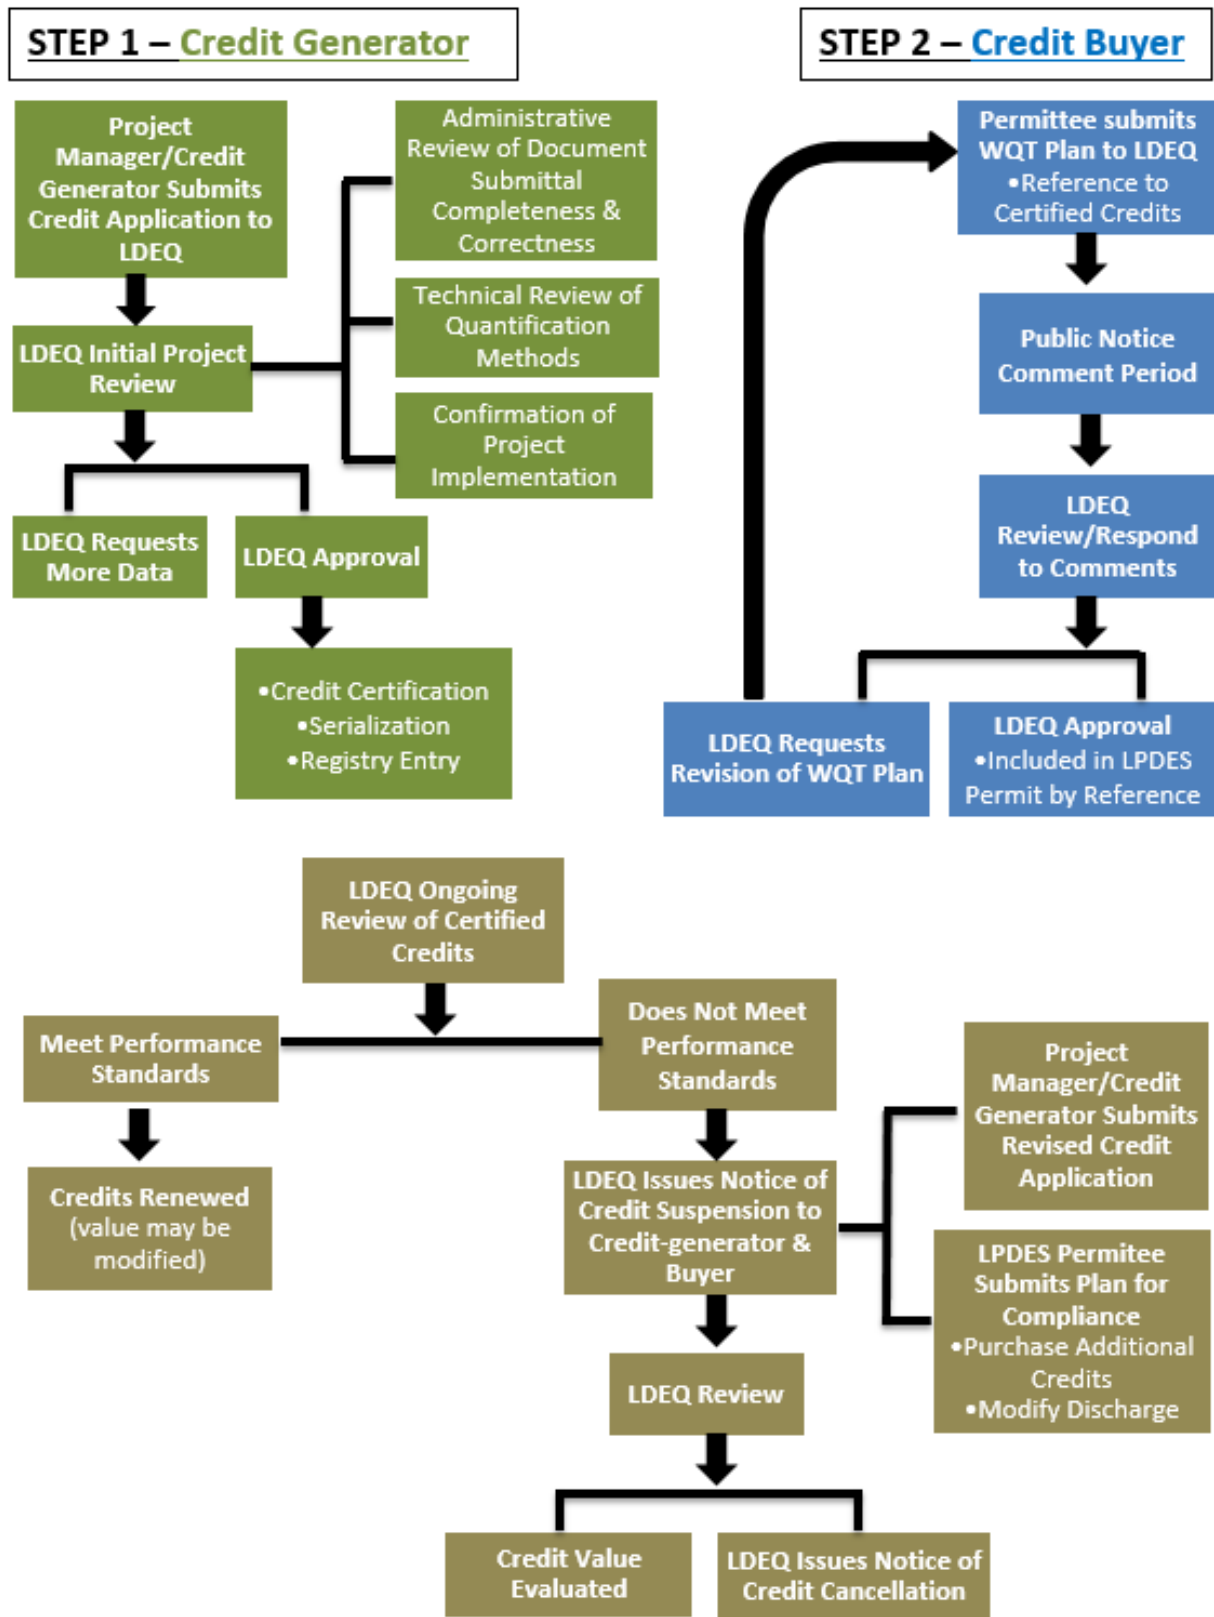 STEP 1 – Credit Generator
Project
Manager/Credit
Generator Submits
Credit Application to
LDEQ
LDEQ Initial Project
Review
Administrative
Review of Document
Submittal
Completeness &
Correctness
Technical Review of
Quantification
Methods
Confirmation of
Project
Implementation
LDEQ Requests
More Data
LDEQ Approval
•Credit Certification
•Serialization
•Registry Entry
STEP 2 – Credit Buyer
Permittee submits
WQT Plan to LDEQ
•Reference to
Certified Credits
Public Notice
Comment Period
LDEQ
Review/Respond
to Comments
LDEQ Requests
Revision of WQT Plan
LDEQ Approval
•Included in LPDES
Permit by Reference
LDEQ Ongoing
Review of Certified
Credits
Meet Performance
Standards
Credits Renewed
(value may be
modified)
Does Not Meet
Performance
Standards
LDEQ Issues Notice of
Credit Suspension to
Credit-generator &
Buyer
Project
Manager/Credit
Generator Submits
Revised Credit
Application
LPDES Permitee
Submits Plan for
Compliance
•Purchase Additional
Credits
•Modify Discharge
LDEQ Review
Credit Value
Evaluated
LDEQ Issues Notice of
Credit Cancellation